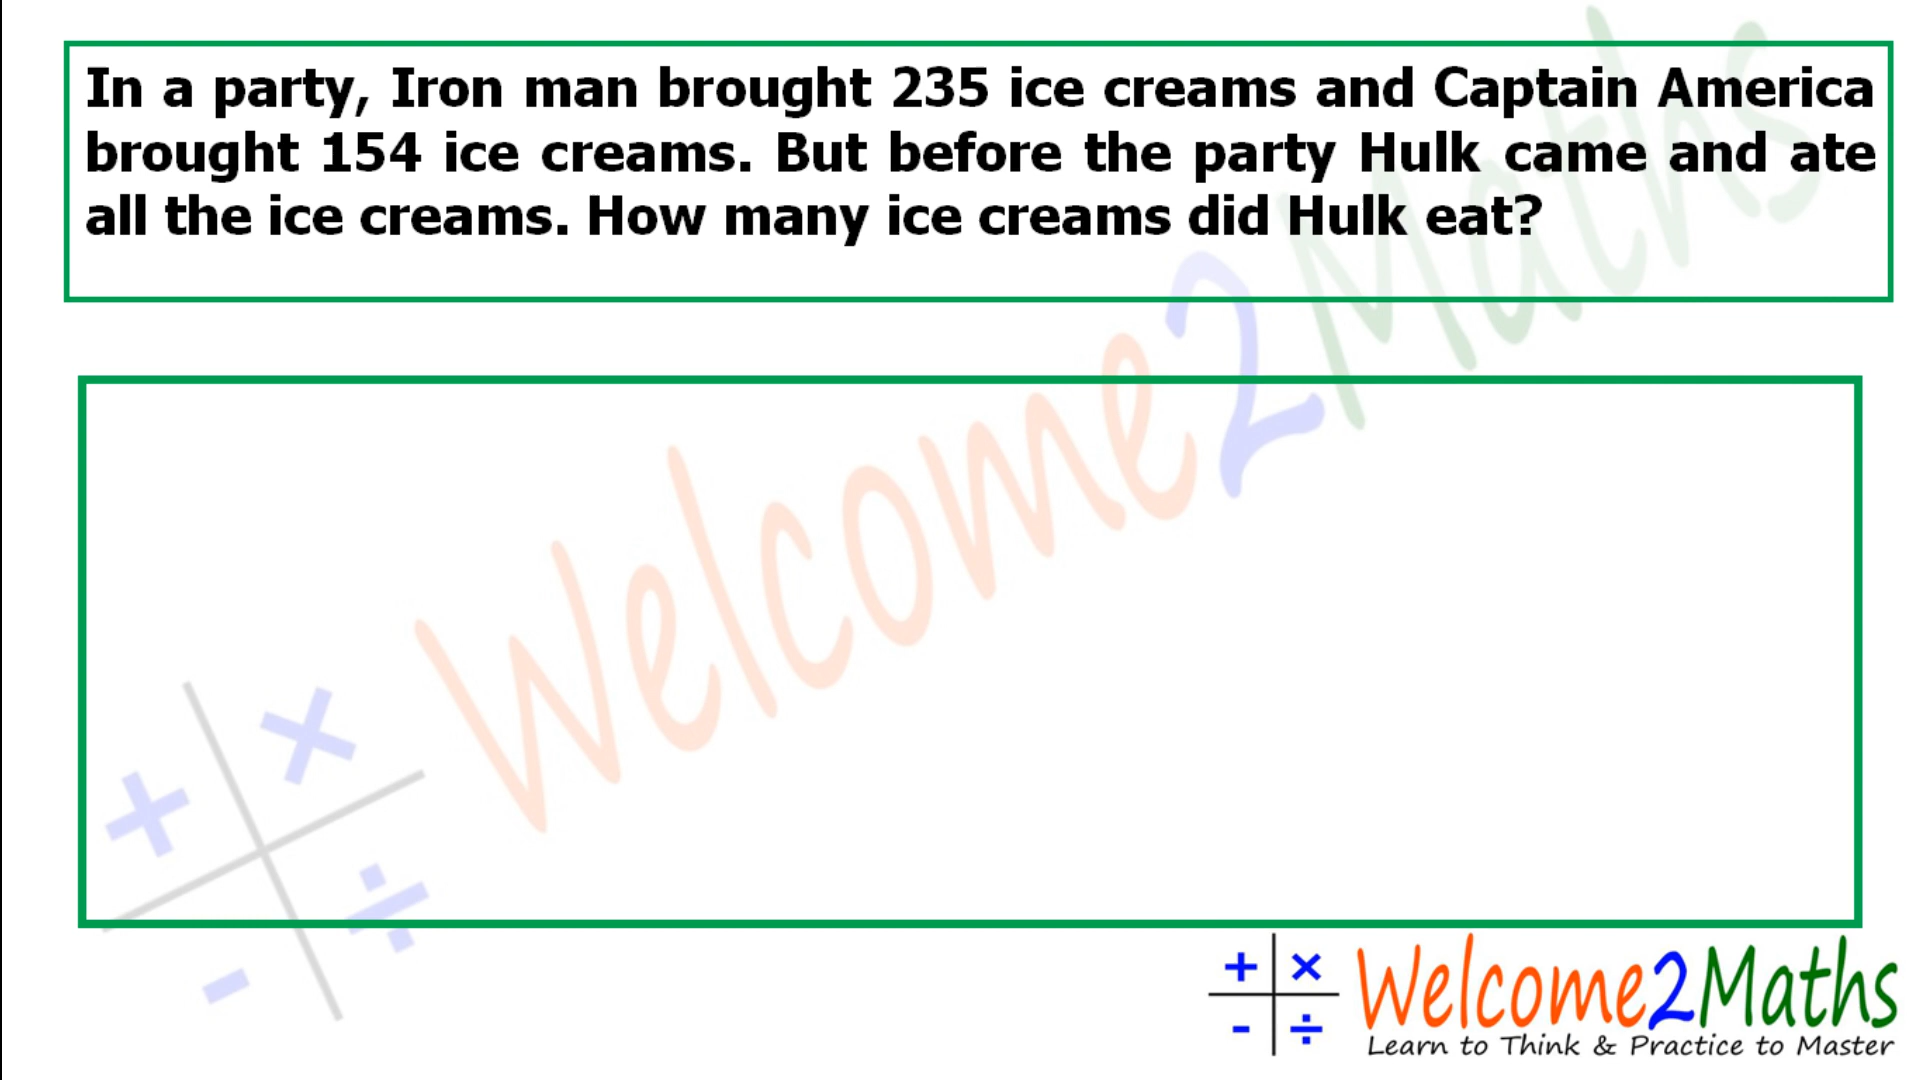 In a party, Iron man brought 235 ice creams and Captain America
brought 154 ice creams. But before the party Hulk came and ate
all the ice creams. How many ice creams did Hulk eat?
Welcome2Maths
+ ×
- ÷
+ × Welcome2Maths
- ÷ Learn to Think & Practice to Master